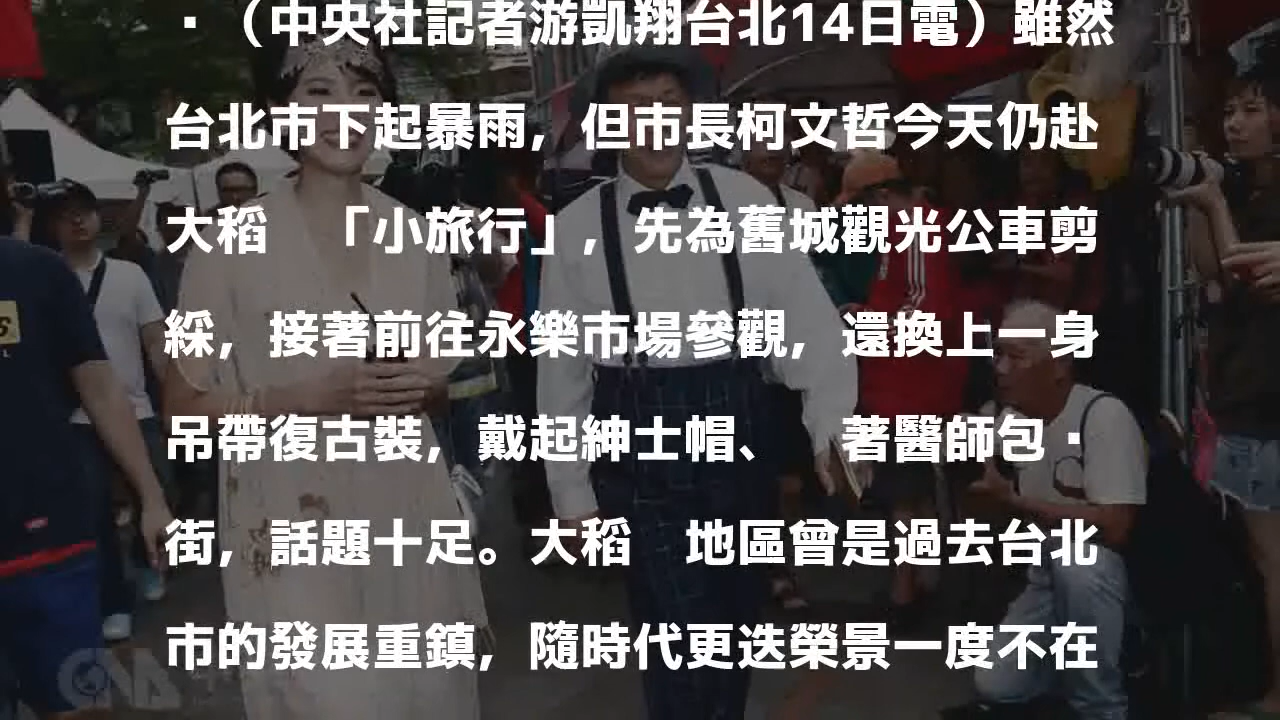 ·（中央社記者游凱翔台北14日電）雖然
台北市下起暴雨，但市長柯文哲今天仍赴
大稻　「小旅行」，先為舊城觀光公車剪
綵，接著前往永樂市場參觀，還換上一身
吊帶復古裝，戴起紳士帽、　著醫師包·
街，話題十足。大稻　地區曾是過去台北
市的發展重鎮，隨時代更迭榮景一度不在
CNA